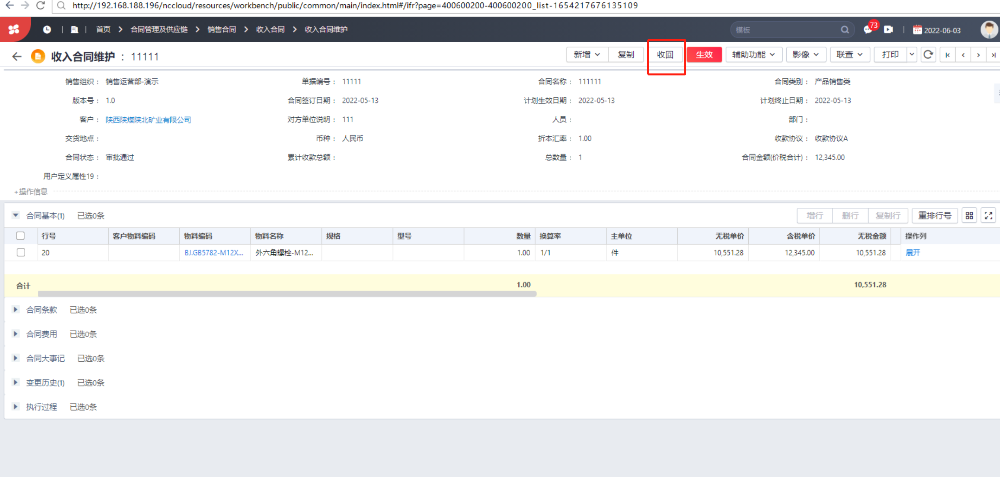 http://192.168.188.196/nccloud/resources/workbench/public/common/main/index.html#/ifr?page=400600200-400600200_list-1654217676135109
首页 > 合同管理及供应链 > 销售合同 > 收入合同 > 收入合同维护 模板 73 2022-06-03
收入合同维护 : 11111 新增 复制 收回 生效 辅助功能 影像 联查 打印
销售组织: 销售运营部-演示 单据编号: 11111 合同名称: 111111 合同类别: 产品销售类
版本号: 1.0 合同签订日期: 2022-05-13 计划生效日期: 2022-05-13 计划终止日期: 2022-05-13
客户: 陕西陕煤陕北矿业有限公司 对方单位说明: 111 人员: 部门:
交货地点: 币种: 人民币 折本汇率: 1.00 收款协议: 收款协议A
合同状态: 审批通过 累计收款总额: 总数量: 1 合同金额(价税合计): 12,345.00
用户定义属性19:
+操作信息
合同基本(1) 已选0条 增行 删行 复制行 重排行号
行号 客户物料编码 物料编码 物料名称 规格 型号 数量 换算率 主单位 无税单价 含税单价 无税金额 操作列
20 BJ.GB5782-M12X... 外六角螺栓-M12... 1.00 1/1 件 10,551.28 12,345.00 10,551.28 展开
合计 1.00 10,551.28
合同条款 已选0条
合同费用 已选0条
合同大事记 已选0条
变更历史(1) 已选0条
执行过程 已选0条